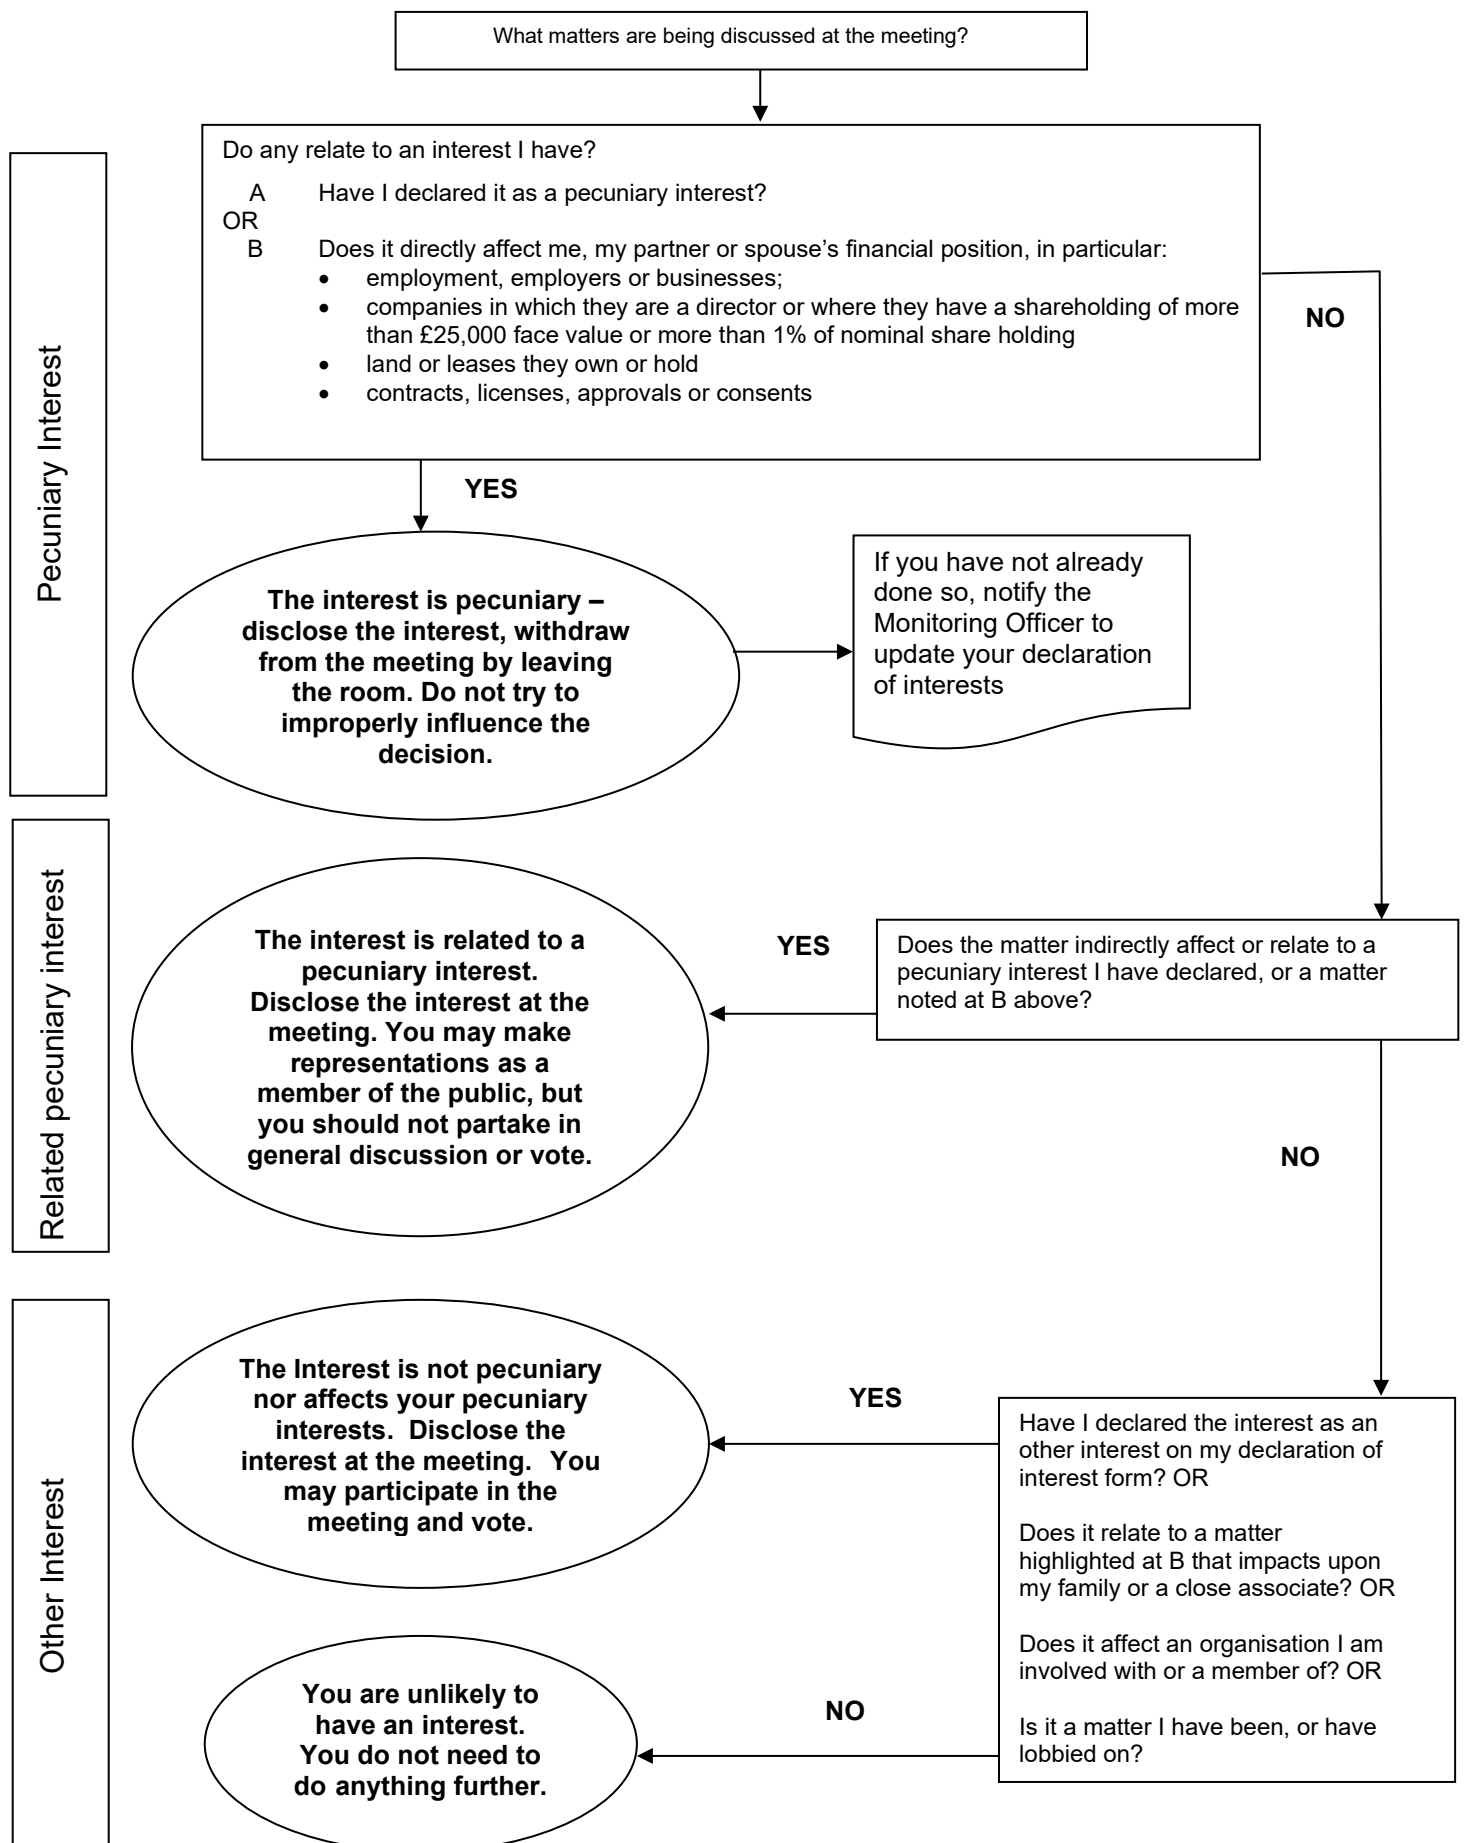 What matters are being discussed at the meeting?
Pecuniary Interest
Do any relate to an interest I have?
A Have I declared it as a pecuniary interest?
OR
B Does it directly affect me, my partner or spouse’s financial position, in particular:
• employment, employers or businesses;
• companies in which they are a director or where they have a shareholding of more
than £25,000 face value or more than 1% of nominal share holding
• land or leases they own or hold
• contracts, licenses, approvals or consents
NO
YES
The interest is pecuniary –
disclose the interest, withdraw
from the meeting by leaving
the room. Do not try to
improperly influence the
decision.
If you have not already
done so, notify the
Monitoring Officer to
update your declaration
of interests
Related pecuniary interest
The interest is related to a
pecuniary interest.
Disclose the interest at the
meeting. You may make
representations as a
member of the public, but
you should not partake in
general discussion or vote.
YES
Does the matter indirectly affect or relate to a
pecuniary interest I have declared, or a matter
noted at B above?
NO
Other Interest
The Interest is not pecuniary
nor affects your pecuniary
interests. Disclose the
interest at the meeting. You
may participate in the
meeting and vote.
YES
Have I declared the interest as an
other interest on my declaration of
interest form? OR
Does it relate to a matter
highlighted at B that impacts upon
my family or a close associate? OR
Does it affect an organisation I am
involved with or a member of? OR
Is it a matter I have been, or have
lobbied on?
NO
You are unlikely to
have an interest.
You do not need to
do anything further.